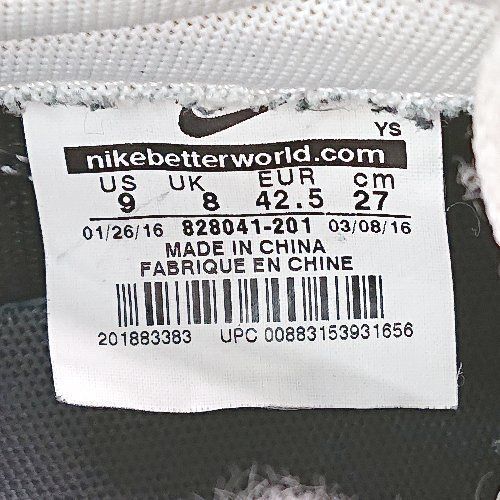 YS
nikebetterworld.com
US UK EUR cm
9 8 42.5 27
01/26/16 828041-201 03/08/16
MADE IN CHINA
FABRIQUE EN CHINE
201883383 UPC 00883153931656